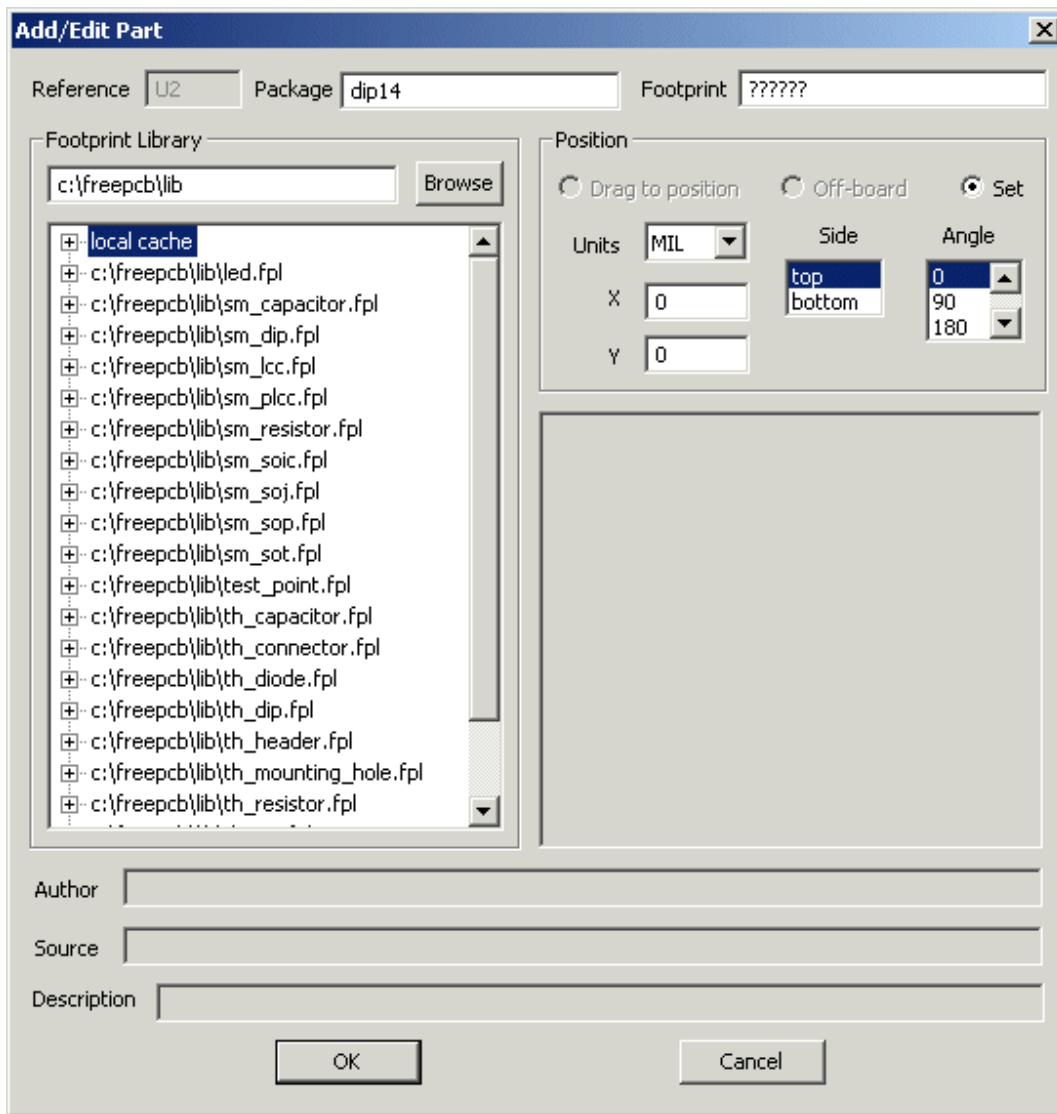 Add/Edit Part
Reference U2 Package dip14 Footprint ??????
Footprint Library
c:\freepcb\lib Browse
local cache
c:\freepcb\lib\led.fpl
c:\freepcb\lib\sm_capacitor.fpl
c:\freepcb\lib\sm_dip.fpl
c:\freepcb\lib\sm_lcc.fpl
c:\freepcb\lib\sm_plcc.fpl
c:\freepcb\lib\sm_resistor.fpl
c:\freepcb\lib\sm_soic.fpl
c:\freepcb\lib\sm_soj.fpl
c:\freepcb\lib\sm_sop.fpl
c:\freepcb\lib\sm_sot.fpl
c:\freepcb\lib\test_point.fpl
c:\freepcb\lib\th_capacitor.fpl
c:\freepcb\lib\th_connector.fpl
c:\freepcb\lib\th_diode.fpl
c:\freepcb\lib\th_dip.fpl
c:\freepcb\lib\th_header.fpl
c:\freepcb\lib\th_mounting_hole.fpl
c:\freepcb\lib\th_resistor.fpl
Position
Drag to position Off-board Set
Units MIL
X 0
Y 0
Side
top
bottom
Angle
0
90
180
Author
Source
Description
OK Cancel